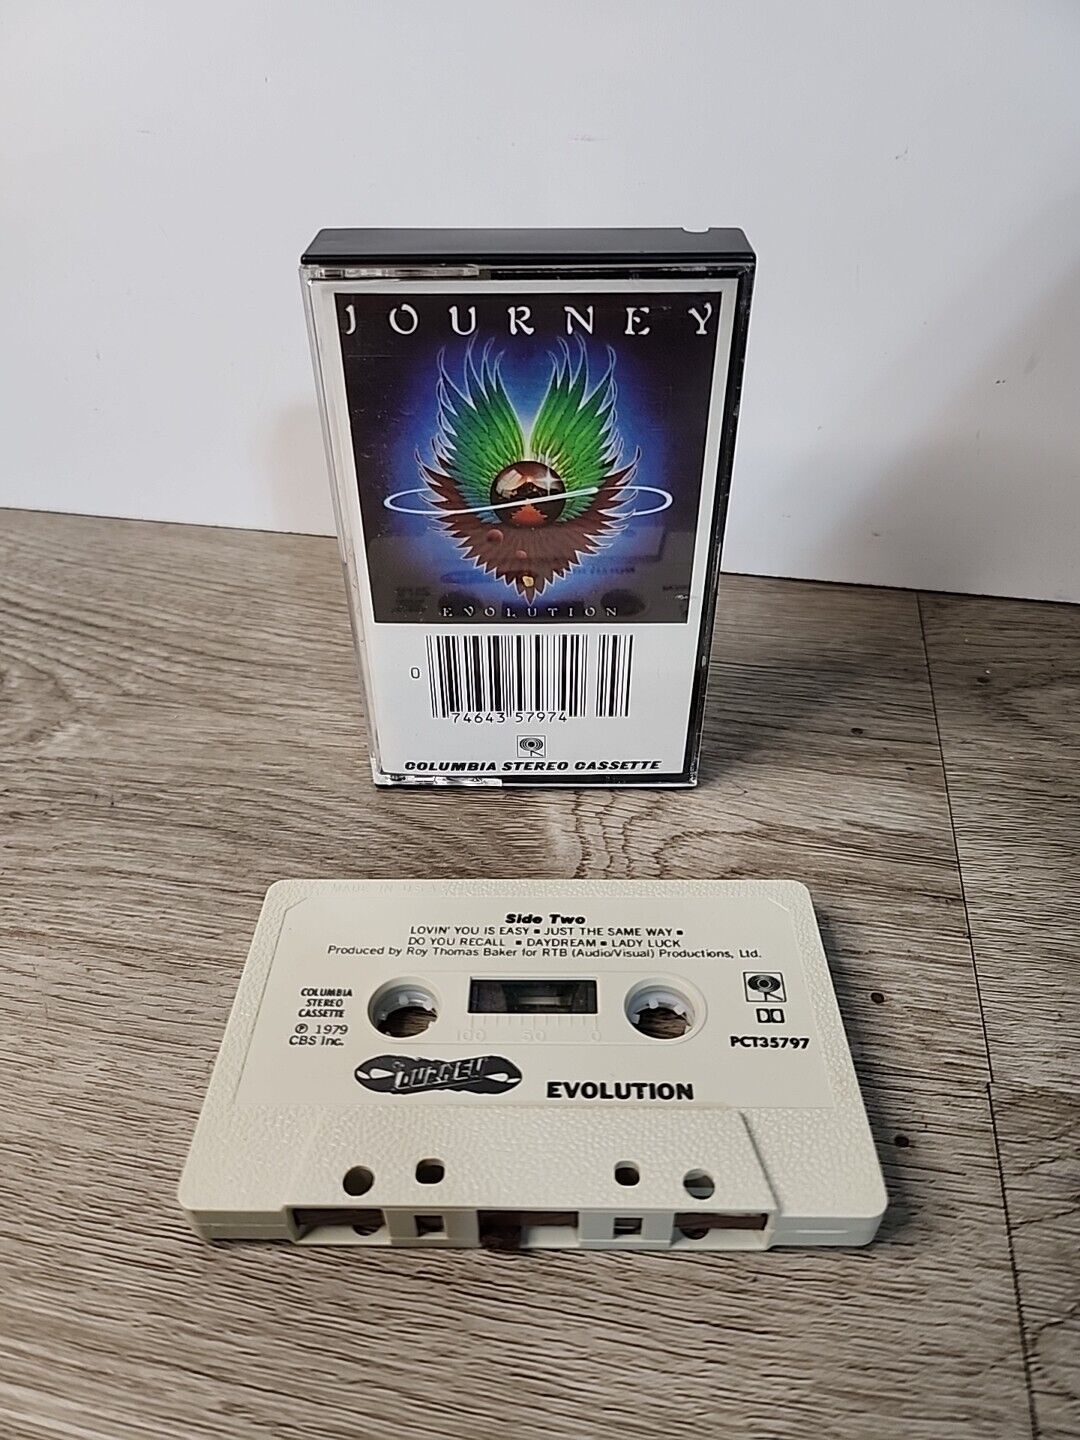 JOURNEY
EVOLUTION
0
74643 57974
COLUMBIA STEREO CASSETTE
MADE IN U.S.A.
Side Two
LOVIN' YOU IS EASY ▪ JUST THE SAME WAY ▪
DO YOU RECALL ▪ DAYDREAM ▪ LADY LUCK
Produced by Roy Thomas Baker for RTB (Audio/Visual) Productions, Ltd.
COLUMBIA
STEREO
CASSETTE
℗ 1979
CBS Inc.
100 50 0
PCT35797
JOURNEY
EVOLUTION